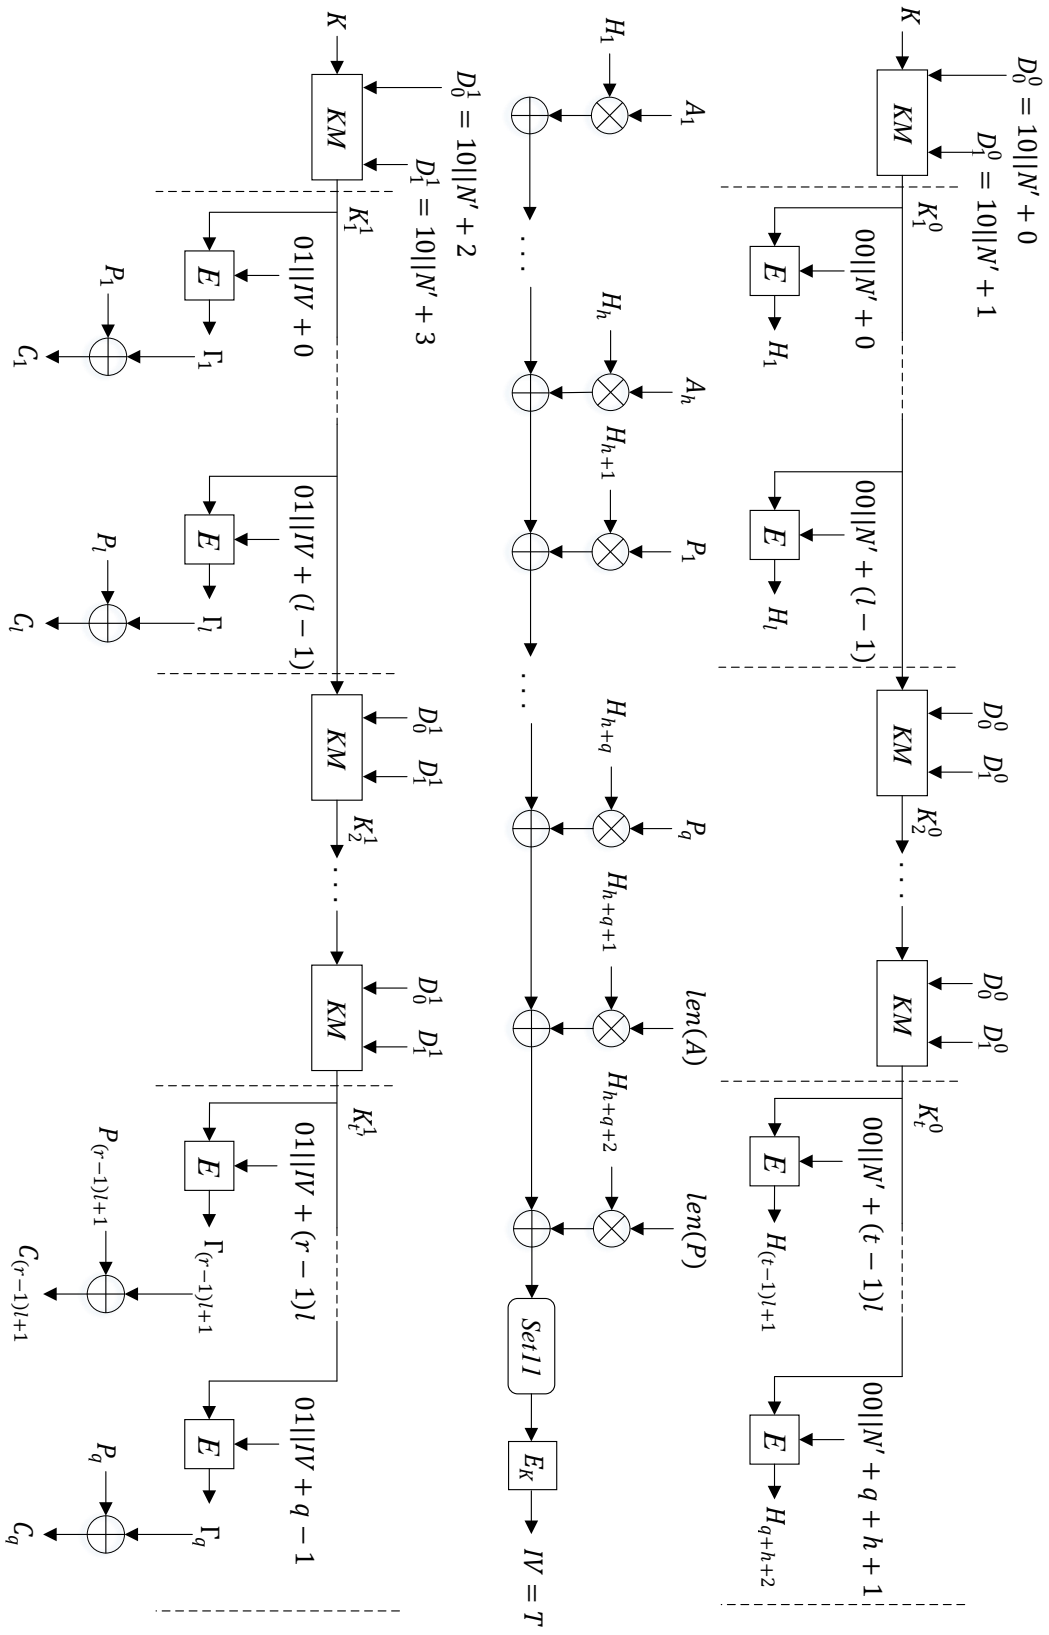 D_0^0 = 10||N′ + 0
D_1^0 = 10||N′ + 1
K
KM
K_1^0
00||N′ + 0
E
H_1
00||N′ + (l − 1)
E
H_l
D_0^0 D_1^0
KM
K_2^0
...
D_0^0 D_1^0
KM
K_t^0
00||N′ + (t − 1)l
E
H_{(t−1)l+1}
00||N′ + q + h + 1
E
H_{q+h+2}
A_1
H_1
...
A_h
H_h
P_1
H_{h+1}
...
P_q
H_{h+q}
len(A)
H_{h+q+1}
len(P)
H_{h+q+2}
Set11
E_K
IV = T
D_0^1 = 10||N′ + 2
D_1^1 = 10||N′ + 3
K
KM
K_1^1
01||IV + 0
E
Γ_1
P_1
C_1
01||IV + (l − 1)
E
Γ_l
P_l
C_l
D_0^1 D_1^1
KM
K_2^1
...
D_0^1 D_1^1
KM
K_t^1
01||IV + (r − 1)l
E
Γ_{(r−1)l+1}
P_{(r−1)l+1}
C_{(r−1)l+1}
01||IV + q − 1
E
Γ_q
P_q
C_q